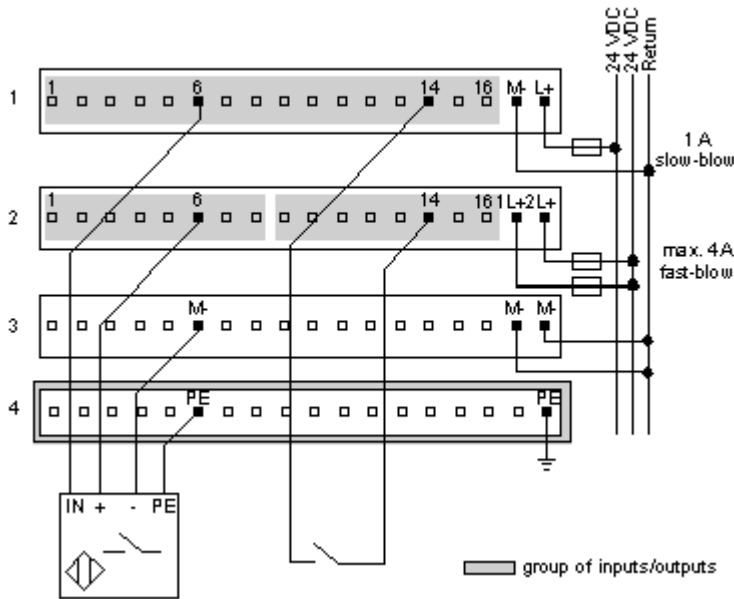 24 VDC
24 VDC
Return
1 6 14 16 M- L+
1
1 A
slow-blow
1 6 14 16 1L+ 2L+
2
max. 4 A
fast-blow
M- M- M-
3
PE PE
4
IN + - PE
group of inputs/outputs